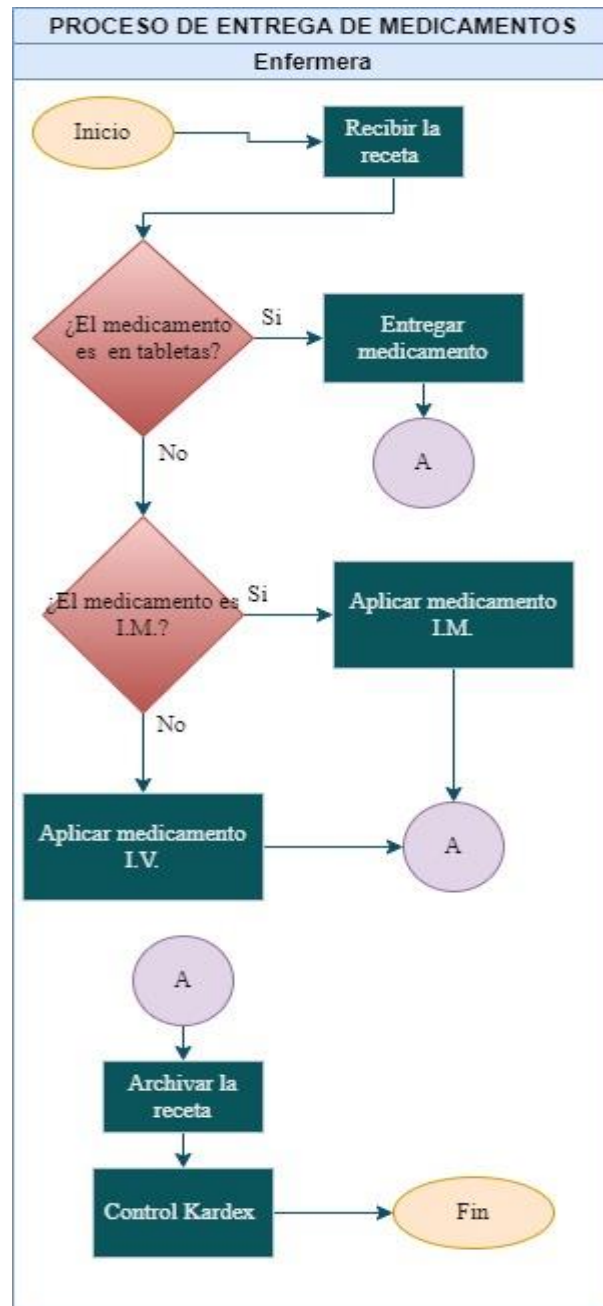 PROCESO DE ENTREGA DE MEDICAMENTOS
Enfermera
Inicio
Recibir la
receta
¿El medicamento
es en tabletas?
Si
Entregar
medicamento
A
No
¿El medicamento es
I.M.?
Si
Aplicar medicamento
I.M.
No
Aplicar medicamento
I.V.
A
A
Archivar la
receta
Control Kardex
Fin